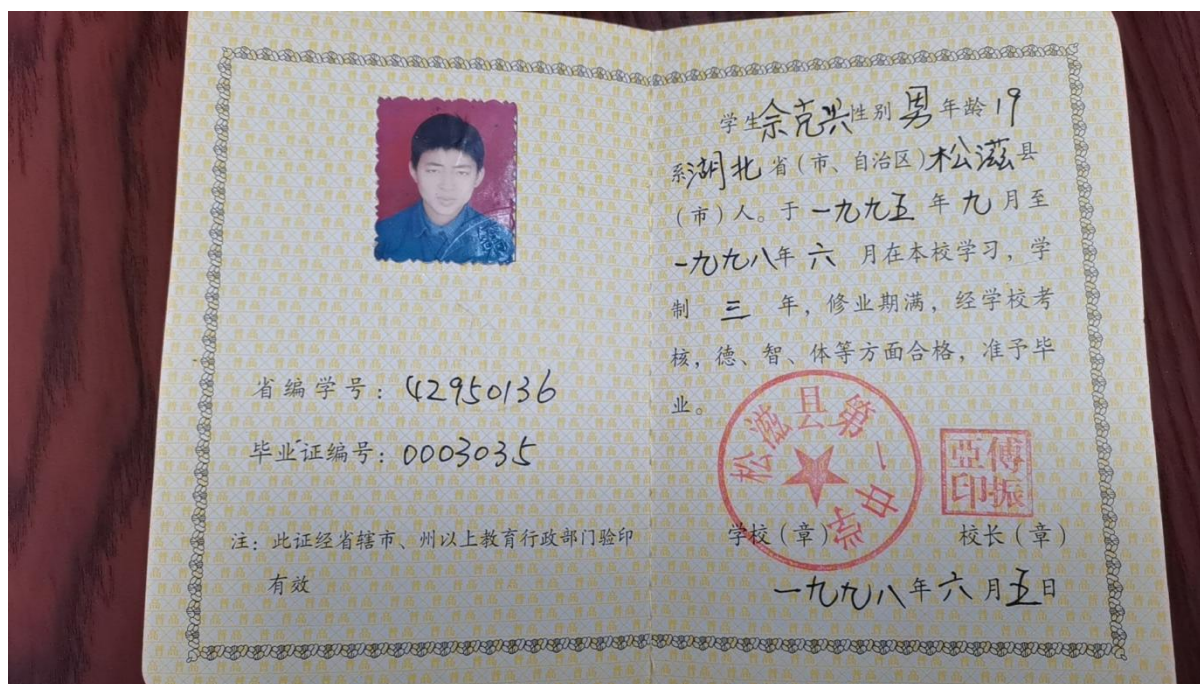 省编学号：42950136
毕业证编号：0003035
注：此证经省辖市、州以上教育行政部门验印
有效
学生佘克兴性别男年龄19
系湖北省（市、自治区）松滋县
（市）人。于一九九五年九月至
一九九八年六月在本校学习，学
制三年，修业期满，经学校考
核，德、智、体等方面合格，准予毕
业。
松滋县第一中学
傅振亞印
学校（章）
校长（章）
一九九八年六月五日